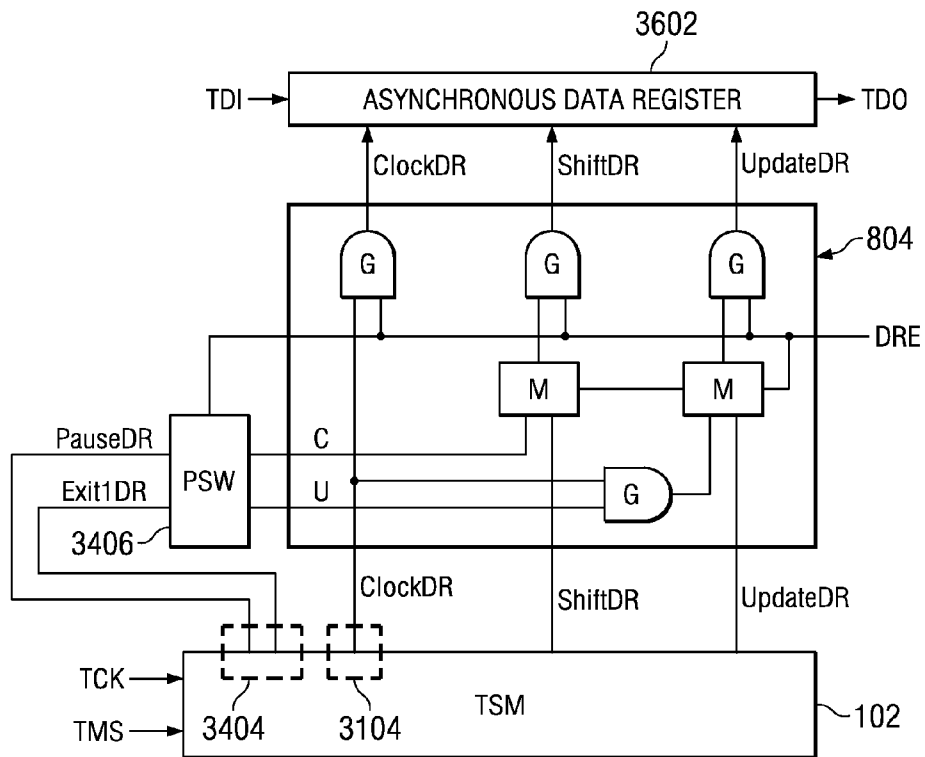 3602
TDI
ASYNCHRONOUS DATA REGISTER
TDO
ClockDR
ShiftDR
UpdateDR
G
G
G
804
DRE
M
M
PauseDR
C
PSW
Exit1DR
U
G
3406
ClockDR
ShiftDR
UpdateDR
TCK
TSM
TMS
3404
3104
102